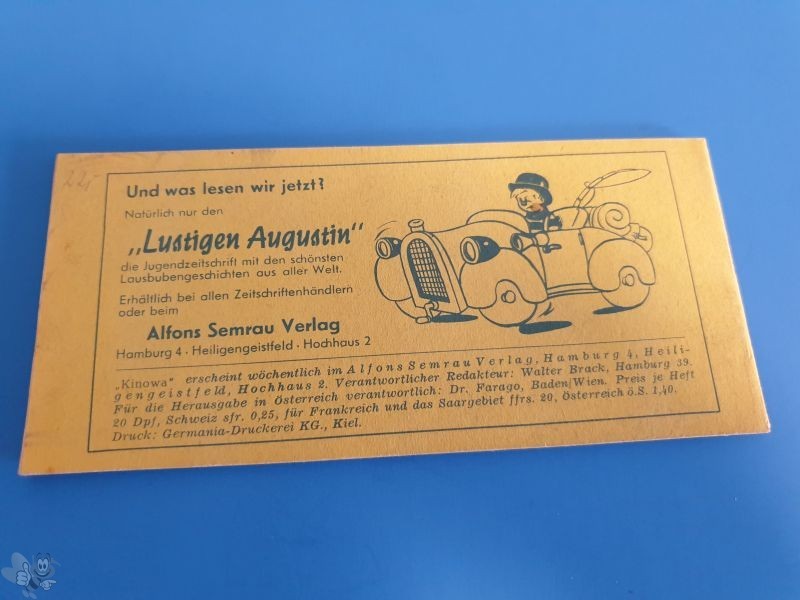 22,-
Und was lesen wir jetzt?
Natürlich nur den
„Lustigen Augustin"
die Jugendzeitschrift mit den schönsten
Lausbubengeschichten aus aller Welt.
Erhältlich bei allen Zeitschriftenhändlern
oder beim
Alfons Semrau Verlag
Hamburg 4 · Heiligengeistfeld · Hochhaus 2
„Kinowa" erscheint wöchentlich im Alfons Semrau Verlag, Hamburg 4, Heili-
gengeistfeld, Hochhaus 2. Verantwortlicher Redakteur: Walter Brack, Hamburg 39.
Für die Herausgabe in Österreich verantwortlich: Dr. Farago, Baden/Wien. Preis je Heft
20 Dpf, Schweiz sfr. 0,25, für Frankreich und das Saargebiet ffrs. 20, Österreich ö.S. 1,40.
Druck: Germania-Druckerei KG., Kiel.